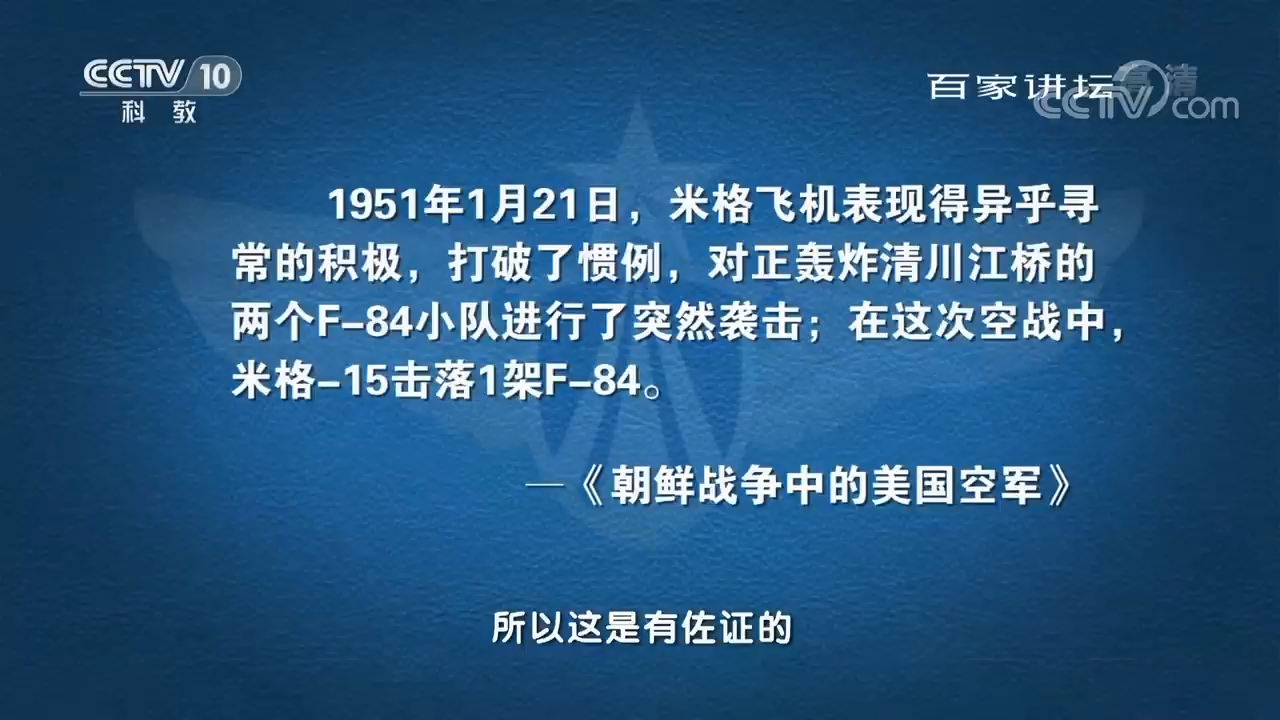 CCTV 10
科教
百家讲坛
高清
CCTV.com
1951年1月21日，米格飞机表现得异乎寻
常的积极，打破了惯例，对正轰炸清川江桥的
两个F-84小队进行了突然袭击；在这次空战中，
米格-15击落1架F-84。
—《朝鲜战争中的美国空军》
所以这是有佐证的